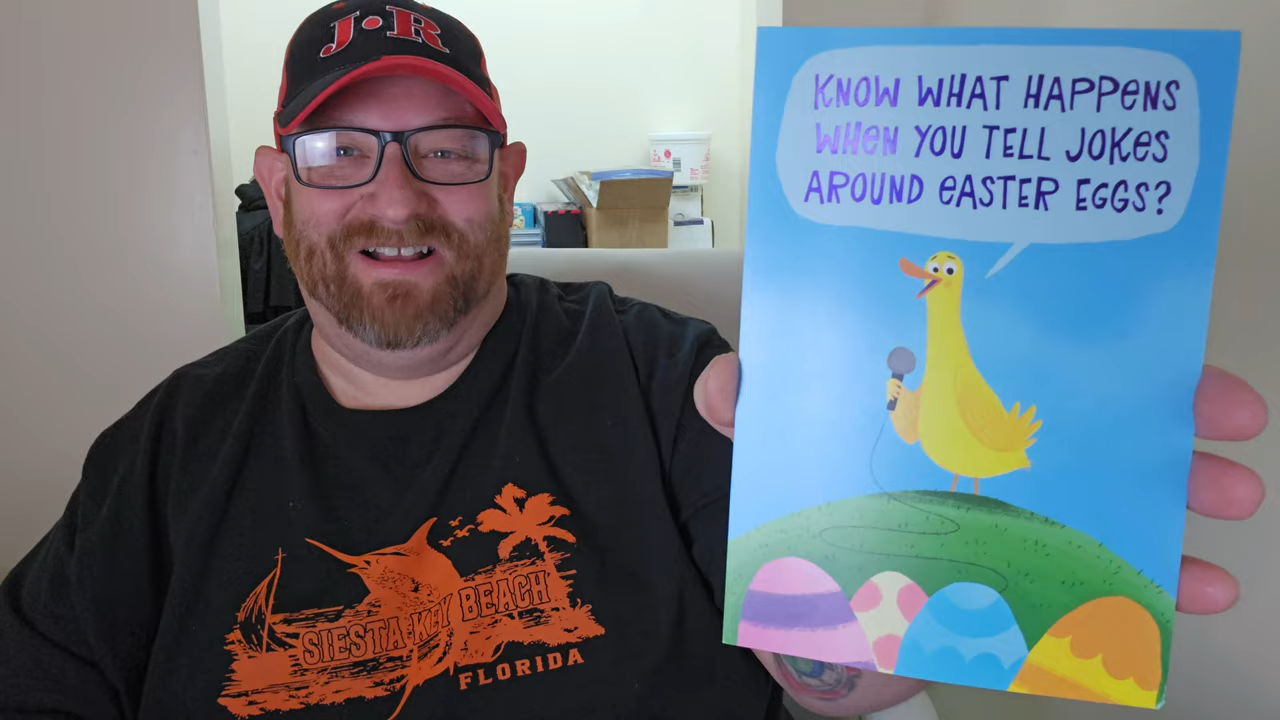 J•R
KNOW WHAT HAPPENS
WHEN YOU TELL JOKES
AROUND EASTER EGGS?
SIESTA KEY BEACH
FLORIDA